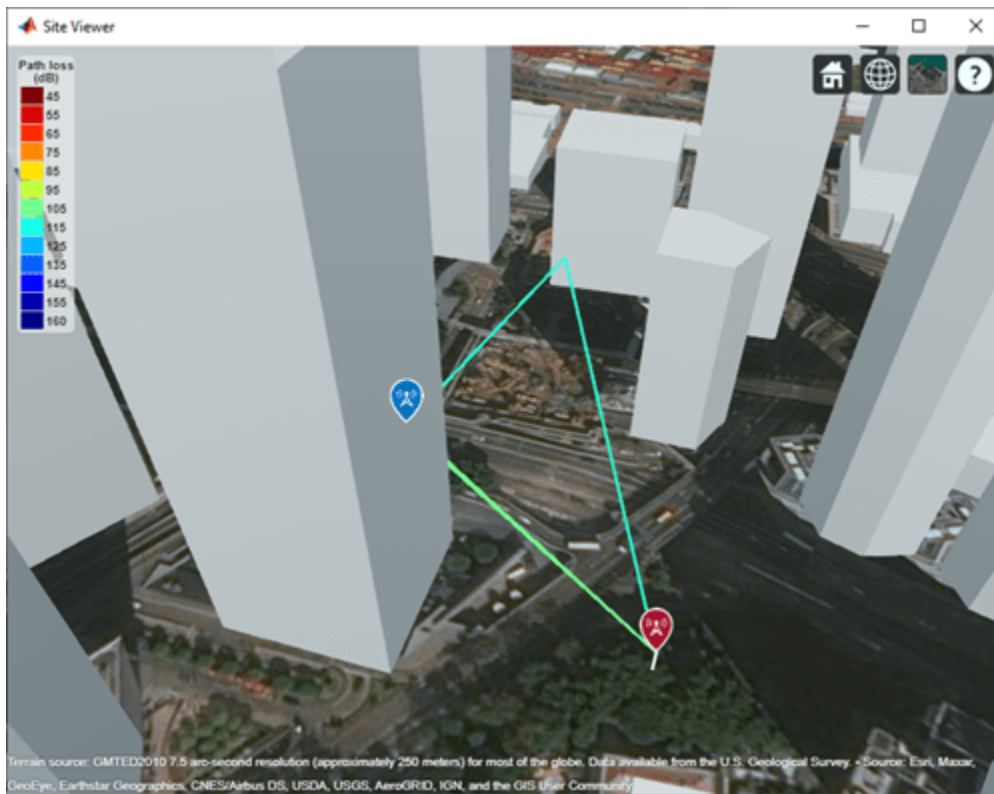 Site Viewer
Path loss
(dB)
45
55
65
75
85
95
105
115
125
135
145
155
160
?
Terrain source: GMTED2010 7.5 arc-second resolution (approximately 250 meters) for most of the globe. Data available from the U.S. Geological Survey. • Source: Esri, Maxar,
GeoEye, Earthstar Geographics, CNES/Airbus DS, USDA, USGS, AeroGRID, IGN, and the GIS User Community